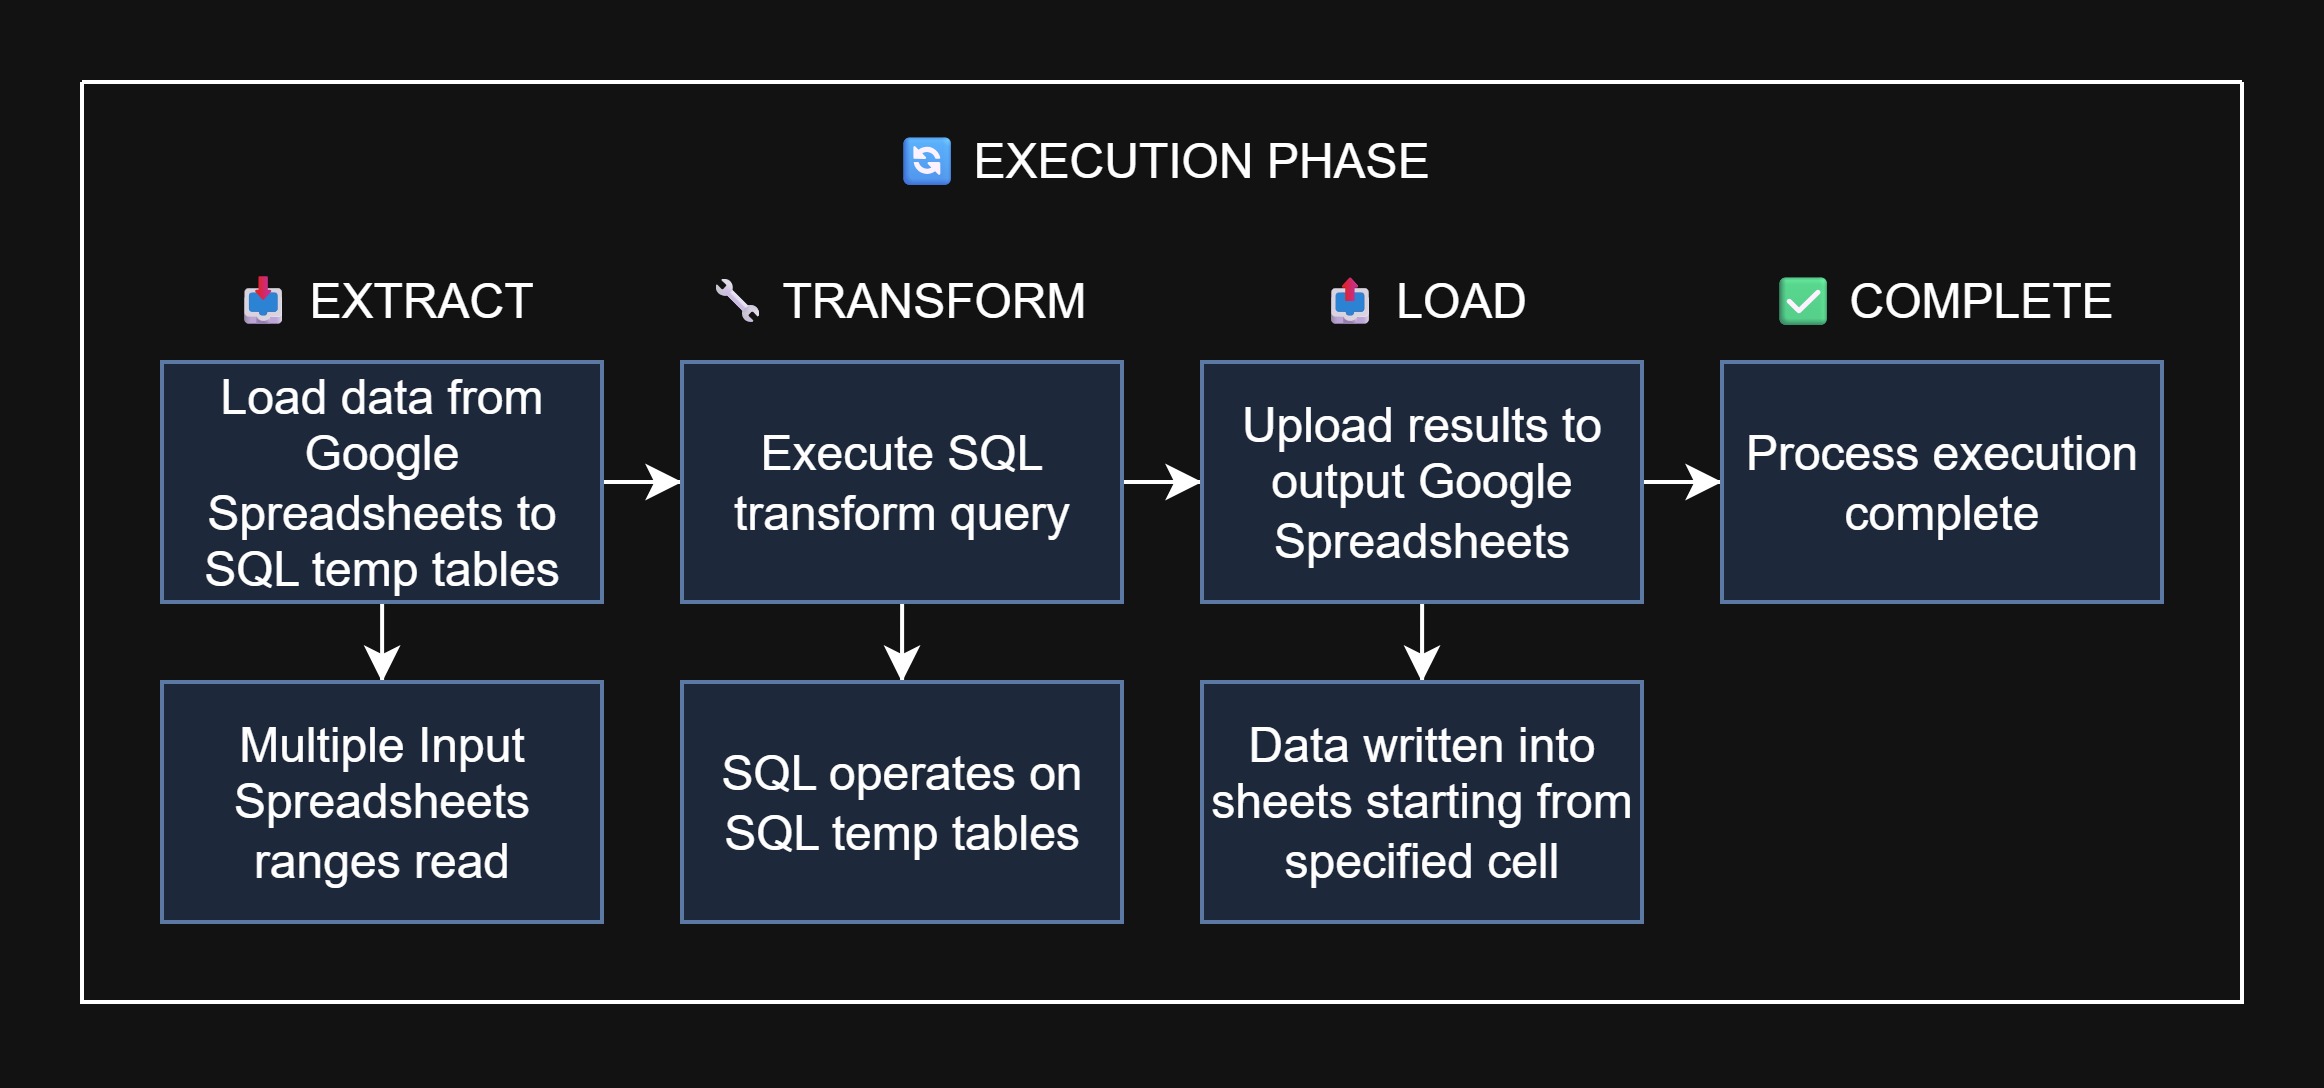 EXECUTION PHASE
EXTRACT
TRANSFORM
LOAD
COMPLETE
Load data from
Google
Spreadsheets to
SQL temp tables
Execute SQL
transform query
Upload results to
output Google
Spreadsheets
Process execution
complete
Multiple Input
Spreadsheets
ranges read
SQL operates on
SQL temp tables
Data written into
sheets starting from
specified cell